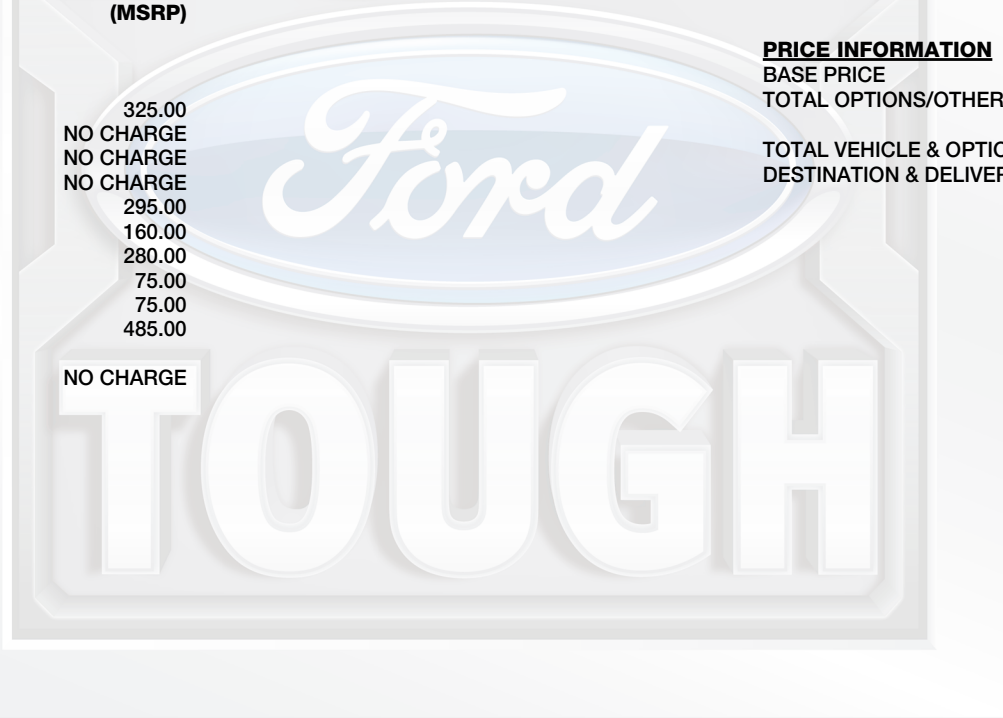 (MSRP)
325.00
NO CHARGE
NO CHARGE
NO CHARGE
295.00
160.00
280.00
75.00
75.00
485.00
NO CHARGE
PRICE INFORMATION
BASE PRICE
TOTAL OPTIONS/OTHER
TOTAL VEHICLE & OPTIO
DESTINATION & DELIVER
Ford
TOUGH